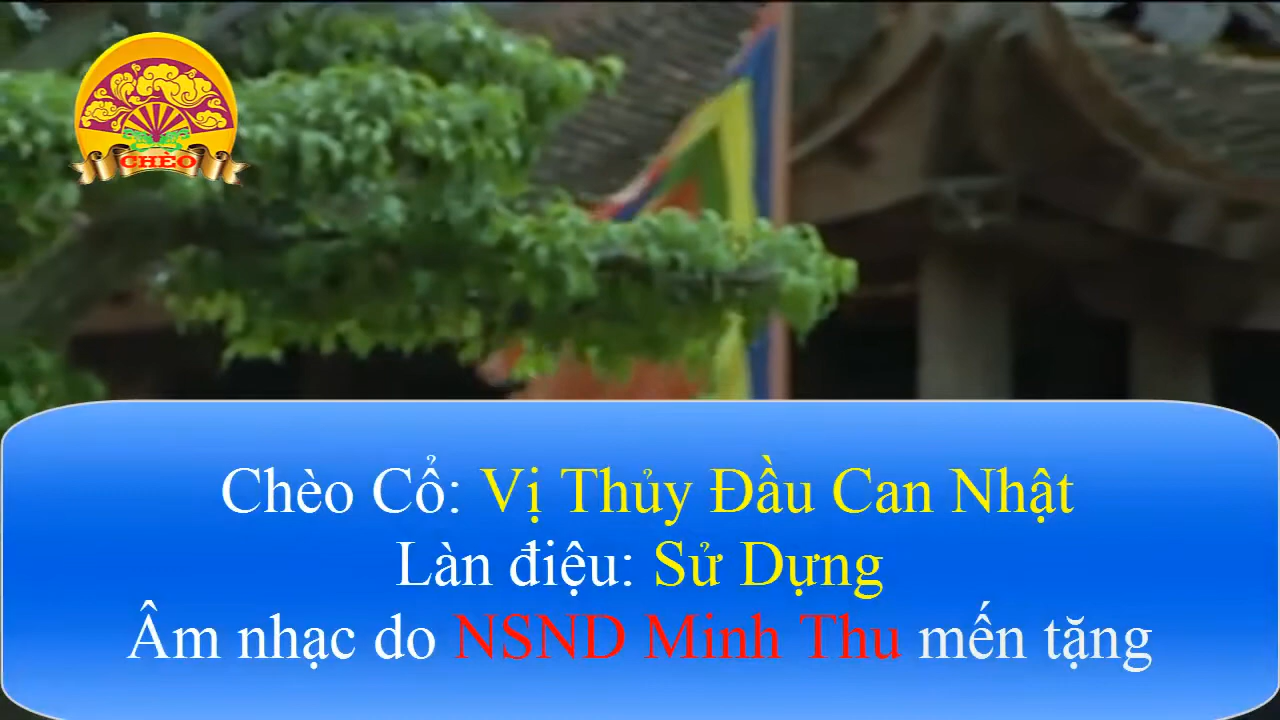 CHÈO
Chèo Cổ: Vị Thủy Đầu Can Nhật
Làn điệu: Sử Dựng
Âm nhạc do NSND Minh Thu mến tặng